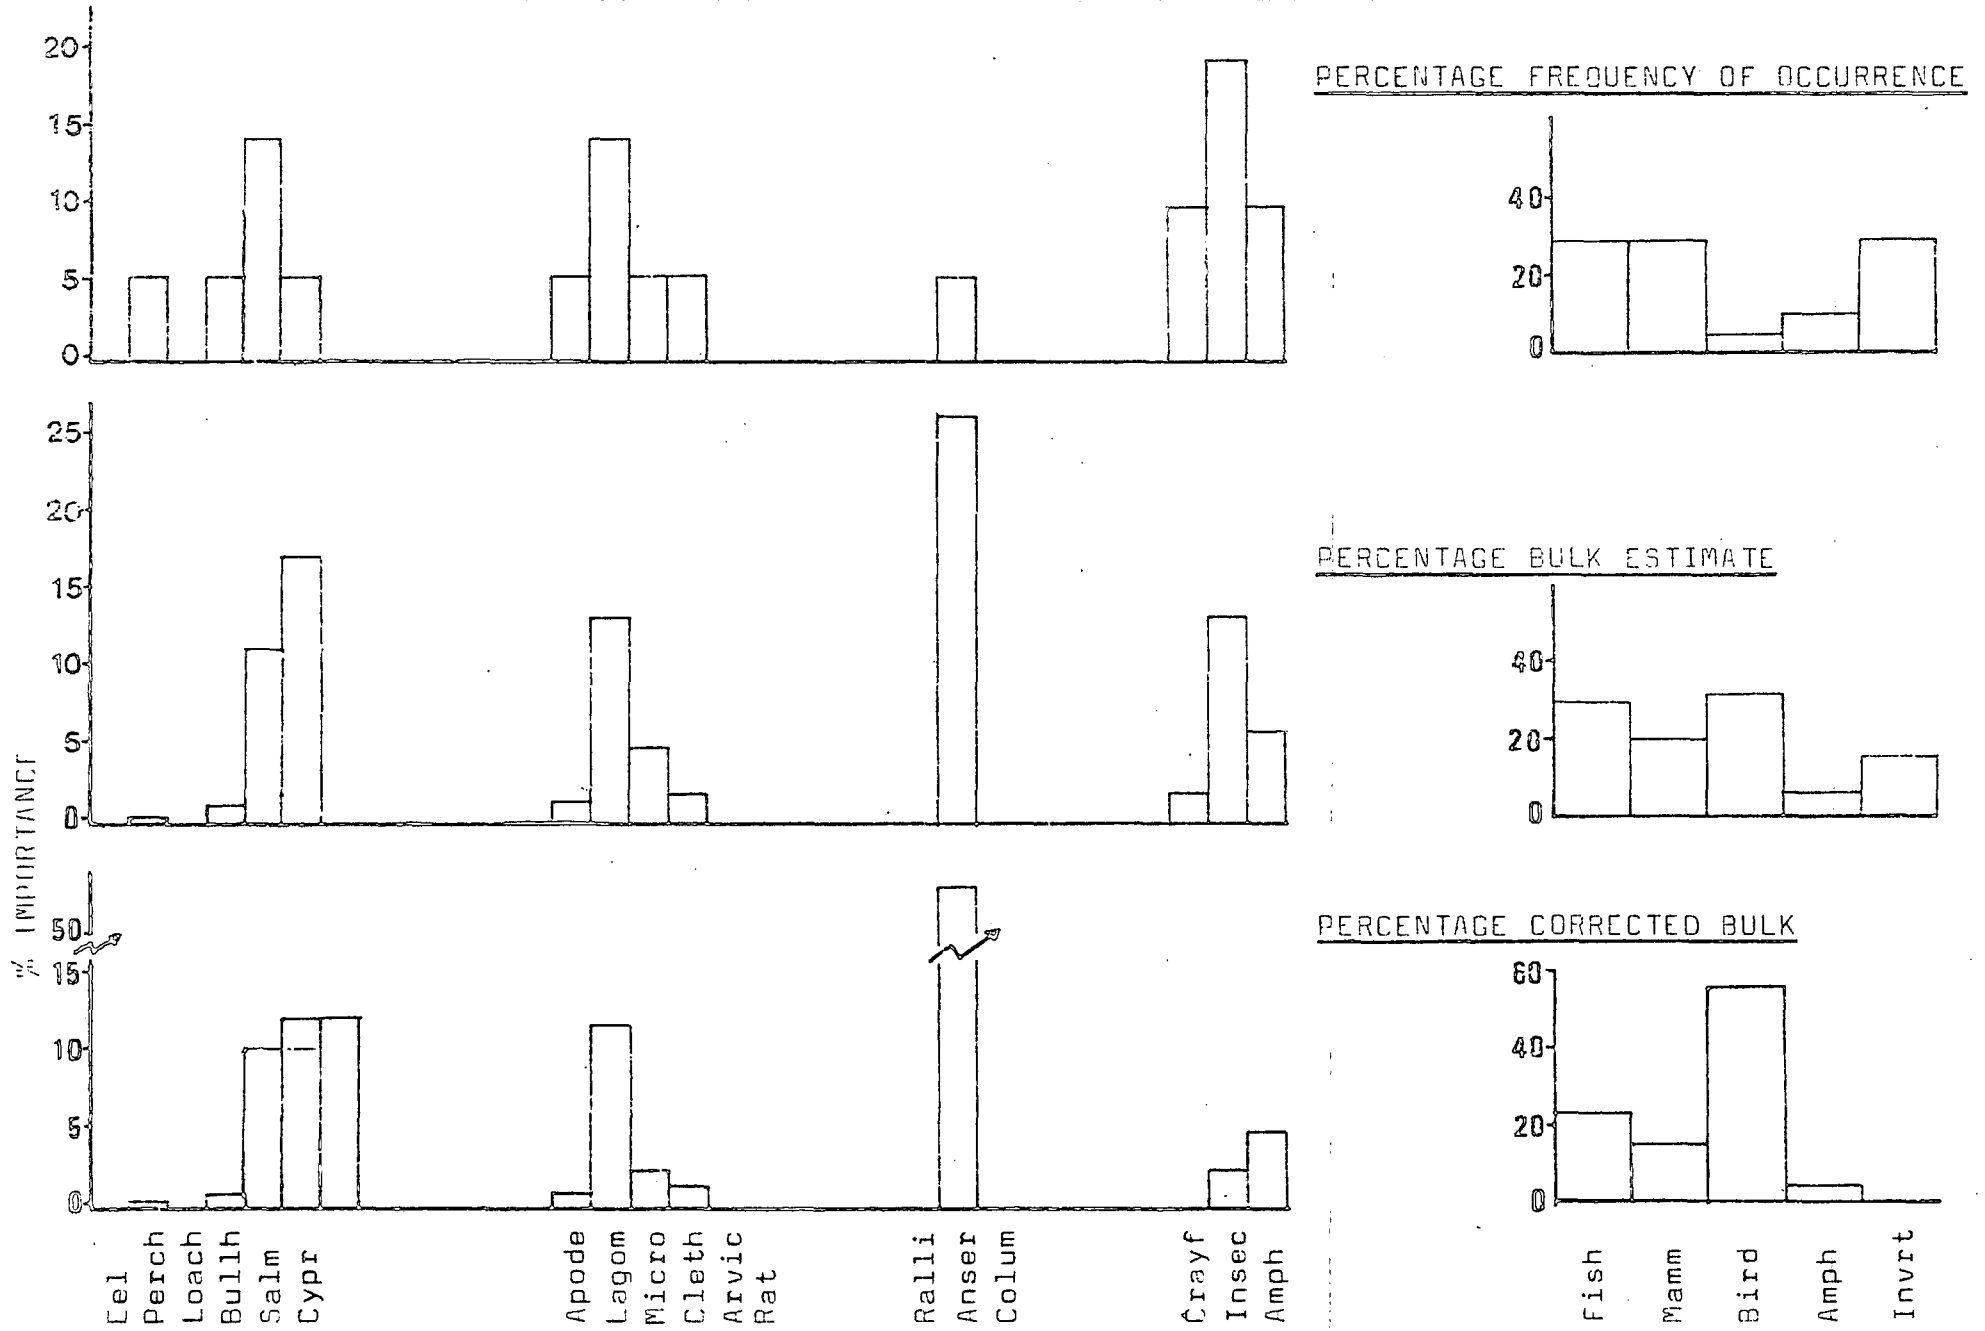 20
15
10
5
0
PERCENTAGE FREQUENCY OF OCCURRENCE
40
20
0
25
20
15
10
5
0
PERCENTAGE BULK ESTIMATE
40
20
0
% IMPORTANCE
50
15
10
5
0
PERCENTAGE CORRECTED BULK
60
40
20
0
Eel
Perch
Loach
Bullh
Salm
Cypr
Apode
Lagom
Micro
Cleth
Arvic
Rat
Ralli
Anser
Colum
Crayf
Insec
Amph
Fish
Mamm
Bird
Amph
Invrt